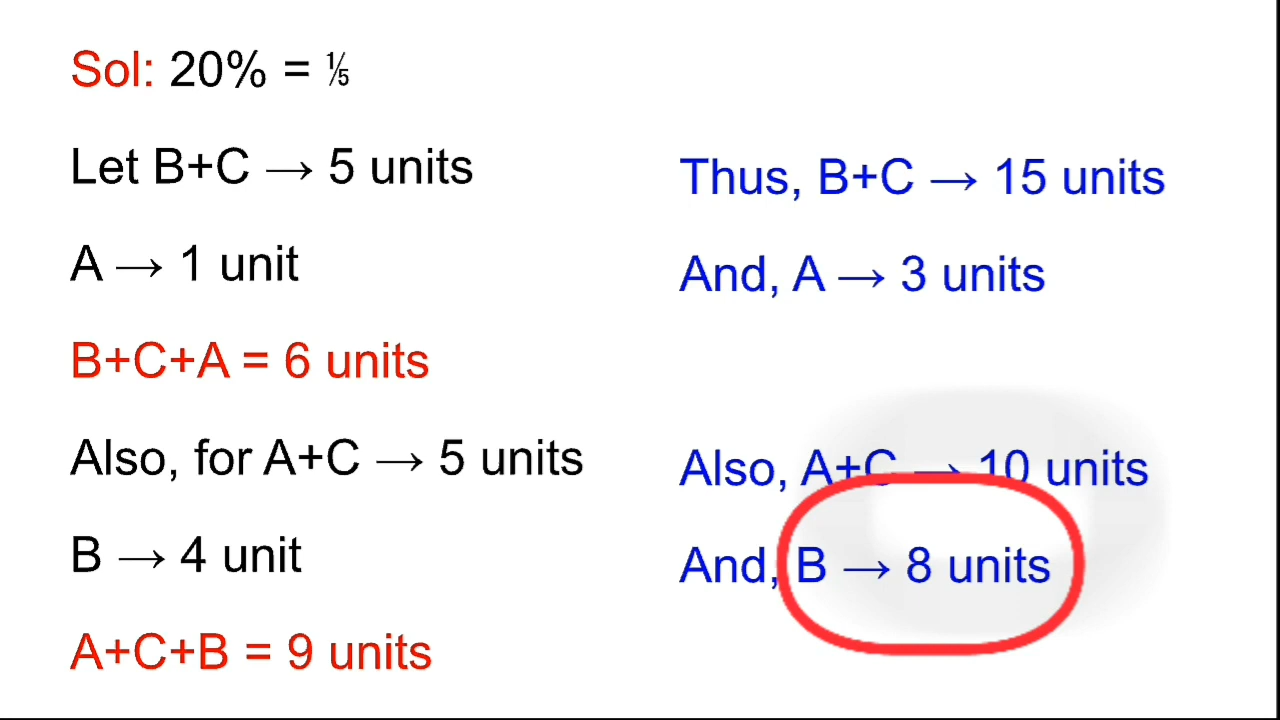 Sol: 20% = ⅕
Let B+C → 5 units
A → 1 unit
B+C+A = 6 units
Also, for A+C → 5 units
B → 4 unit
A+C+B = 9 units
Thus, B+C → 15 units
And, A → 3 units
Also, A+C → 10 units
And, B → 8 units